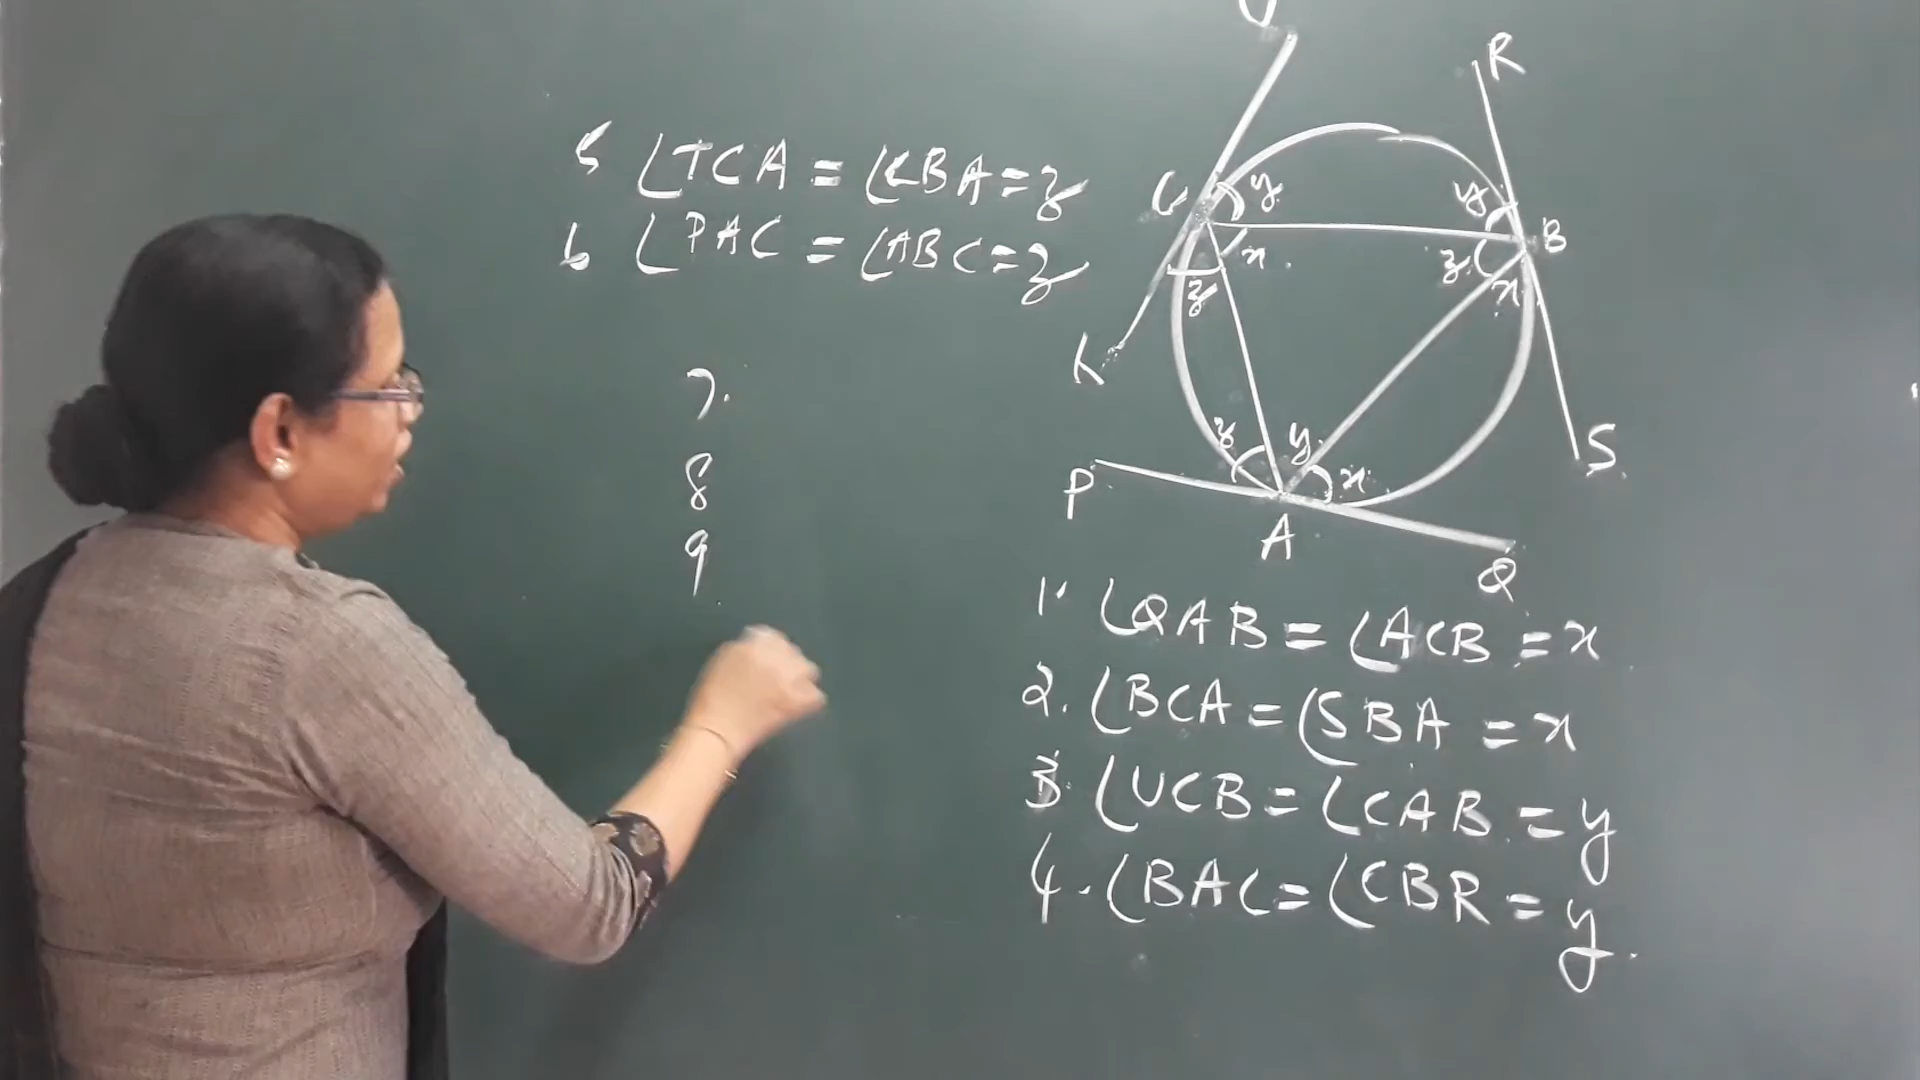 5 ∠TCA = ∠CBA = z
6 ∠PAC = ∠ABC = z
7.
8
9
U
R
C
y
y
B
x
z
z
x
K
S
z
y
x
P
A
Q
1. ∠QAB = ∠ACB = x
2. ∠BCA = ∠SBA = x
3. ∠UCB = ∠CAB = y
4. ∠BAC = ∠CBR = y